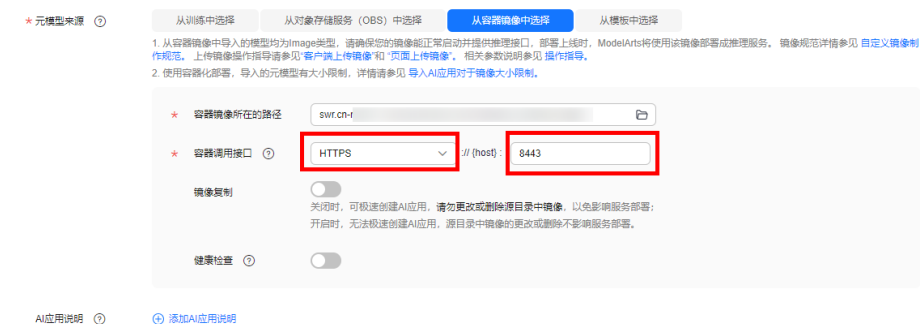 * 元模型来源 ? 从训练中选择 从对象存储服务（OBS）中选择 从容器镜像中选择 从模板中选择
1. 从容器镜像中导入的模型均为Image类型，请确保您的镜像能正常启动并提供推理接口，部署上线时，ModelArts将使用该镜像部署成推理服务。 镜像规范详情参见 自定义镜像制
作规范。 上传镜像操作指导请参见“客户端上传镜像”和 “页面上传镜像”。 相关参数说明参见 操作指导。
2. 使用容器化部署，导入的元模型有大小限制，详情请参见 导入AI应用对于镜像大小限制。
* 容器镜像所在的路径 swr.cn-
* 容器调用接口 ? HTTPS :// {host} : 8443
镜像复制
关闭时，可极速创建AI应用，请勿更改或删除源目录中镜像，以免影响服务部署;
开启时，无法极速创建AI应用，源目录中镜像的更改或删除不影响服务部署。
健康检查 ?
AI应用说明 ? 添加AI应用说明